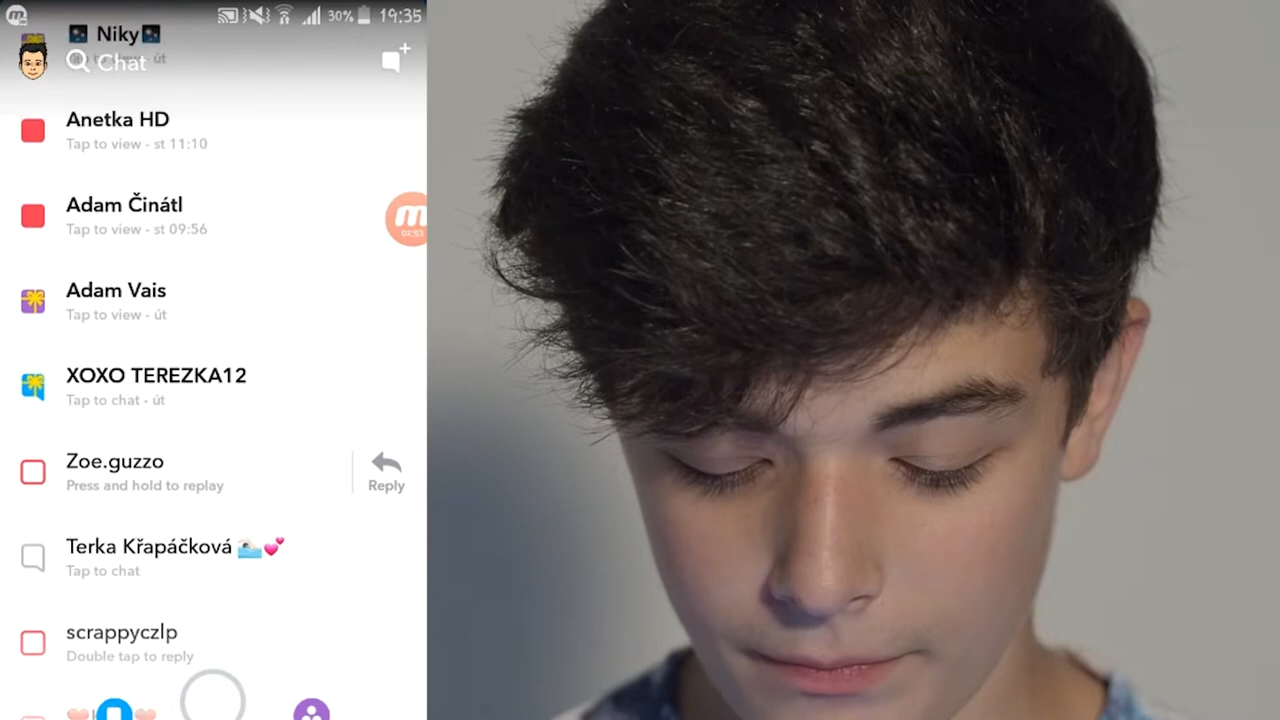 30% 19:35
Niky
Chat
Anetka HD
Tap to view - st 11:10
Adam Činátl
Tap to view - st 09:56
m
02:53
Adam Vais
Tap to view - út
XOXO TEREZKA12
Tap to chat - út
Zoe.guzzo
Press and hold to replay
Reply
Terka Křapáčková
Tap to chat
scrappyczlp
Double tap to reply